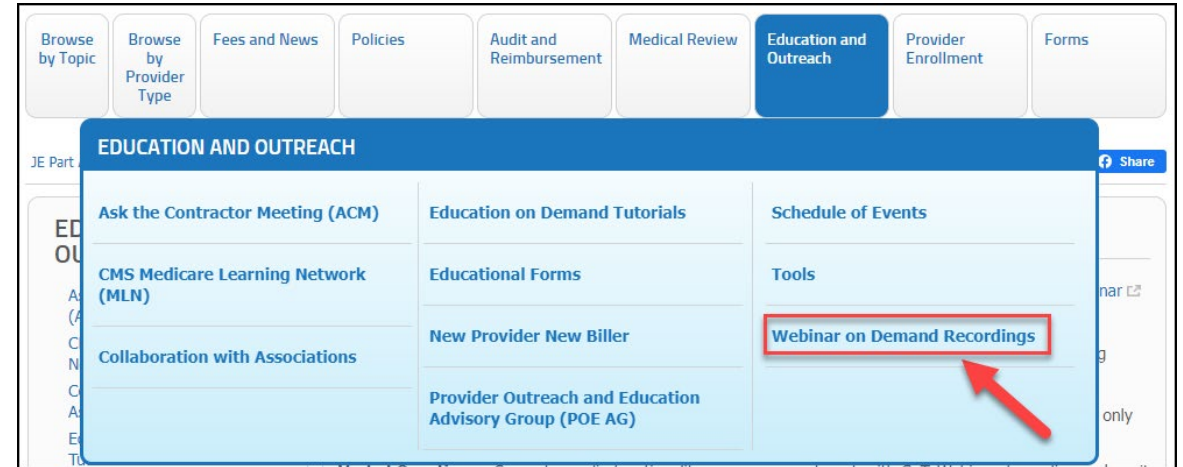 Browse
by Topic
Browse
by
Provider
Type
Fees and News
Policies
Audit and
Reimbursement
Medical Review
Education and
Outreach
Provider
Enrollment
Forms
EDUCATION AND OUTREACH
JE Part
Share
Ask the Contractor Meeting (ACM)
CMS Medicare Learning Network
(MLN)
Collaboration with Associations
Education on Demand Tutorials
Educational Forms
New Provider New Biller
Provider Outreach and Education
Advisory Group (POE AG)
Schedule of Events
Tools
Webinar on Demand Recordings
only